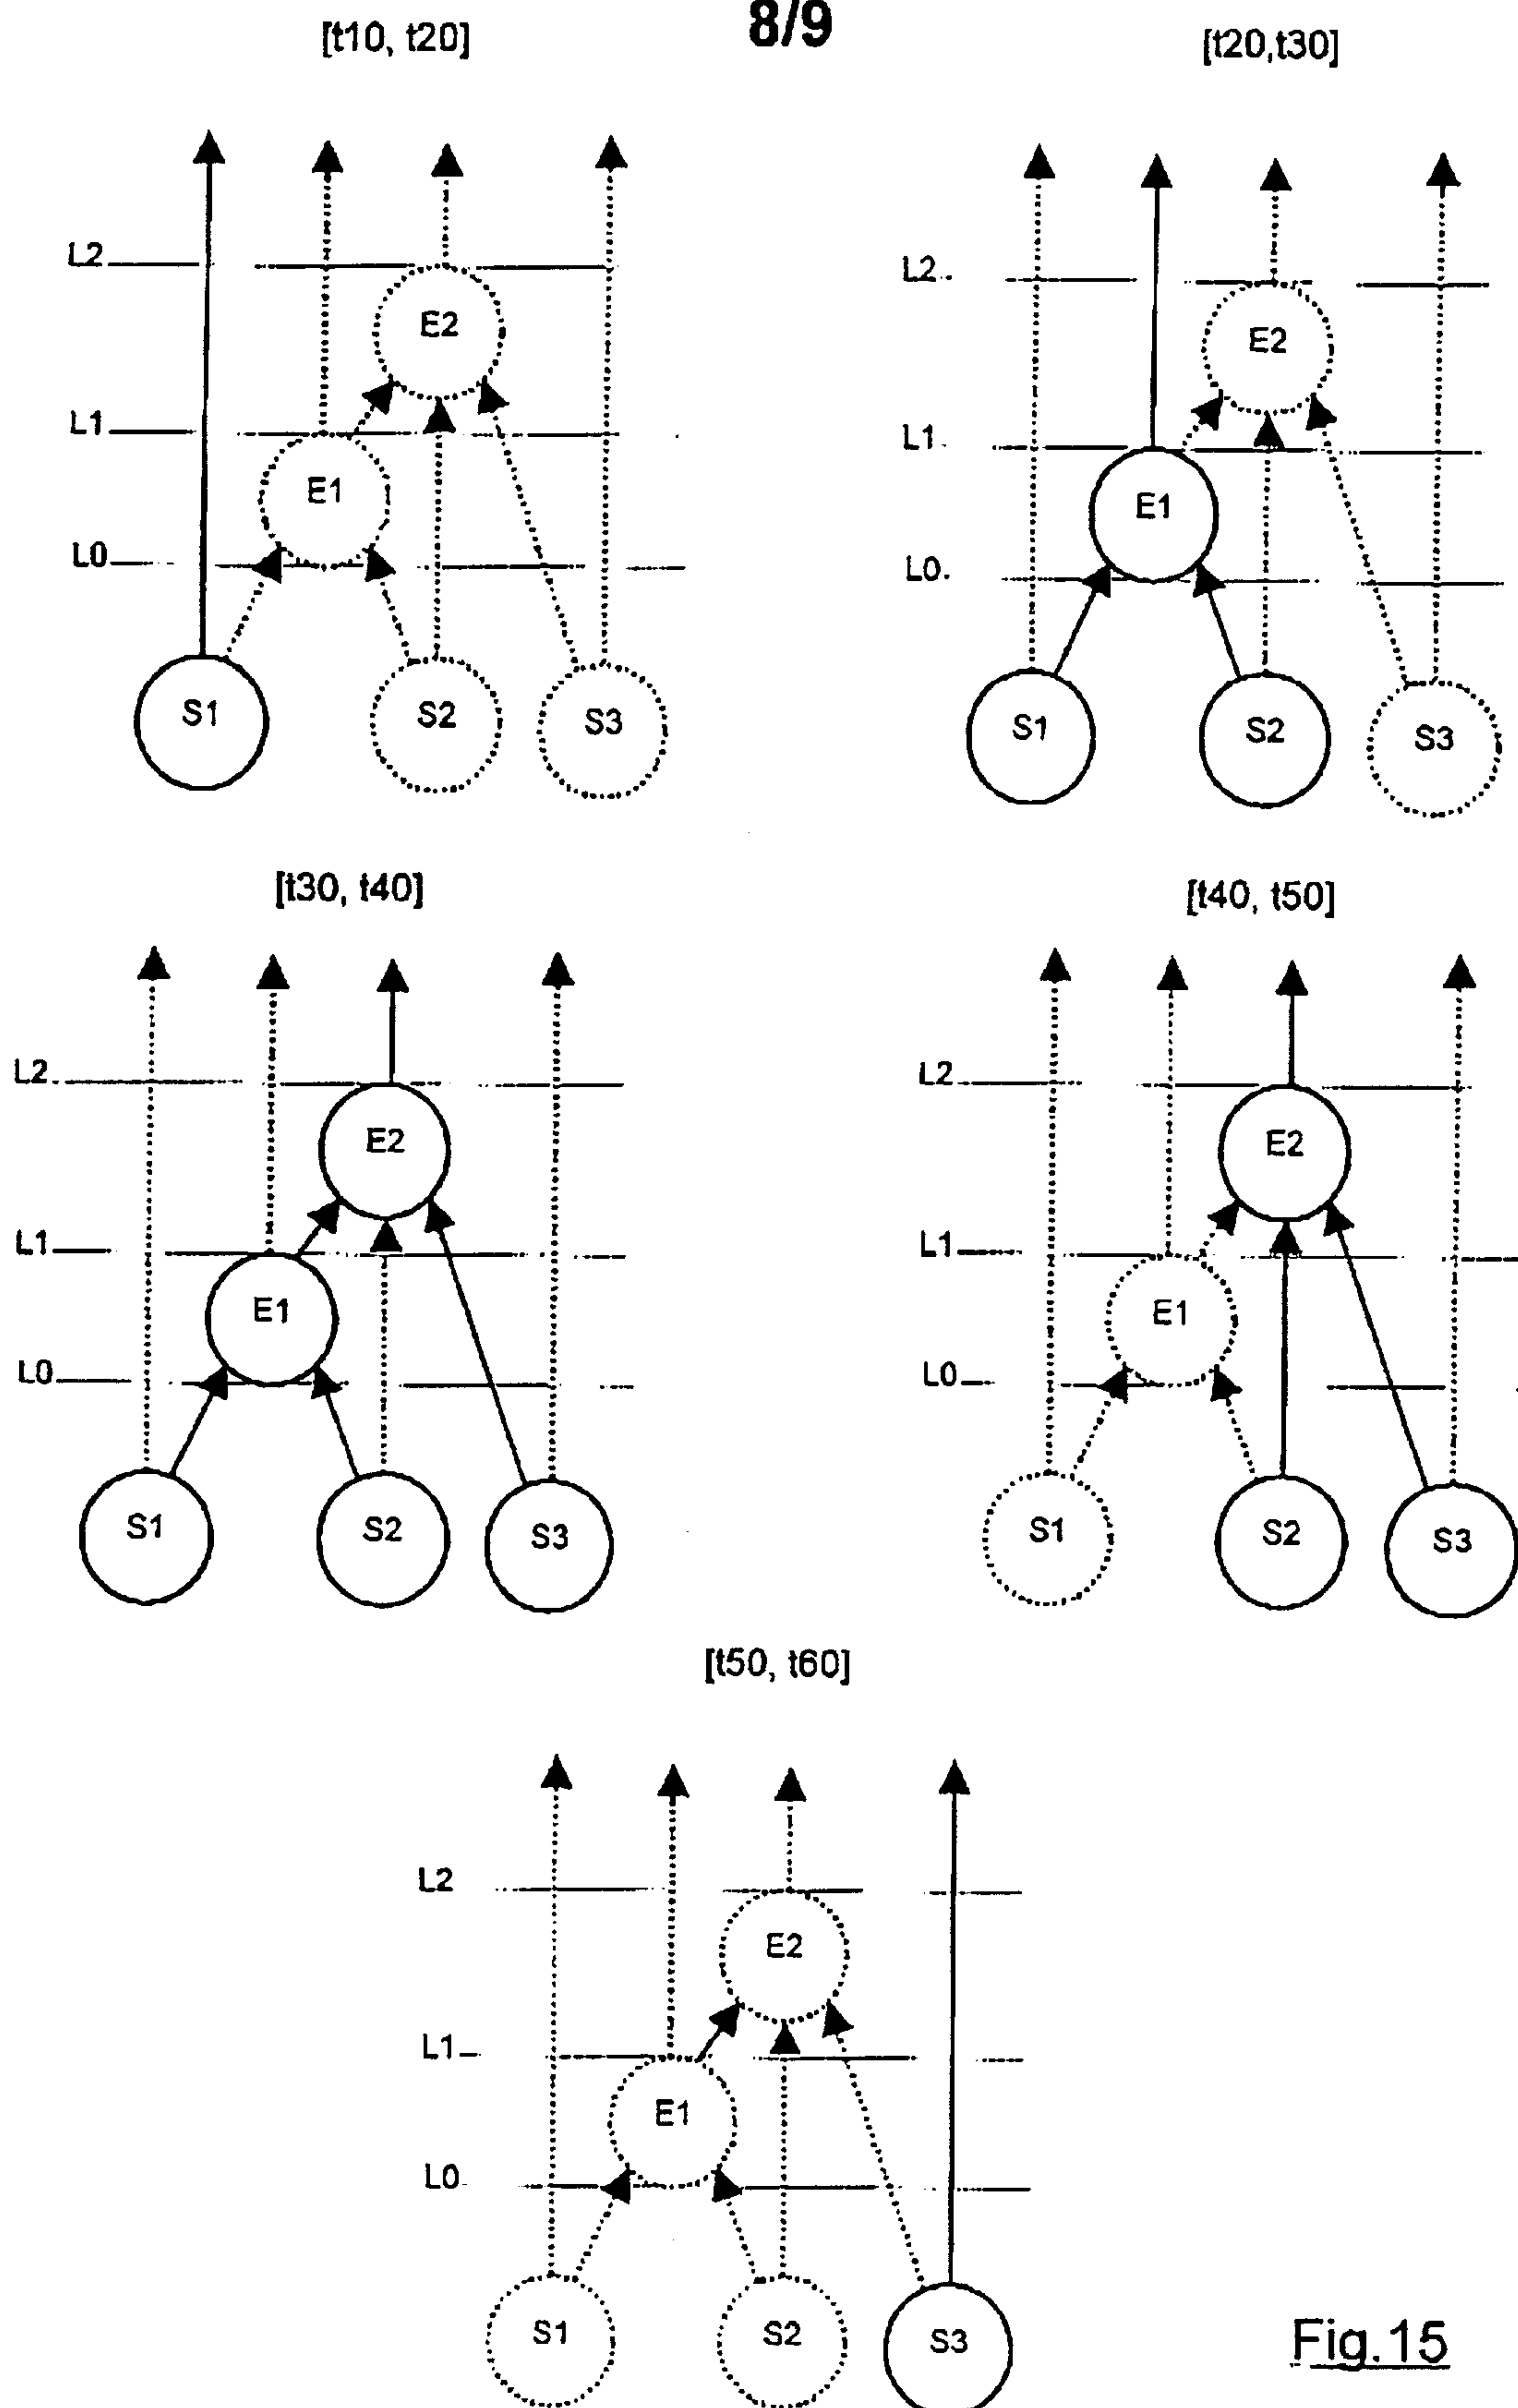 8/9
[t10, t20]
[t20,t30]
L2
E2
L1
E1
L0
S1
S2
S3
L2
E2
L1
E1
L0
S1
S2
S3
[t30, t40]
[t40, t50]
L2
E2
L1
E1
L0
S1
S2
S3
L2
E2
L1
E1
L0
S1
S2
S3
[t50, t60]
L2
E2
L1
E1
L0
S1
S2
S3
Fig.15